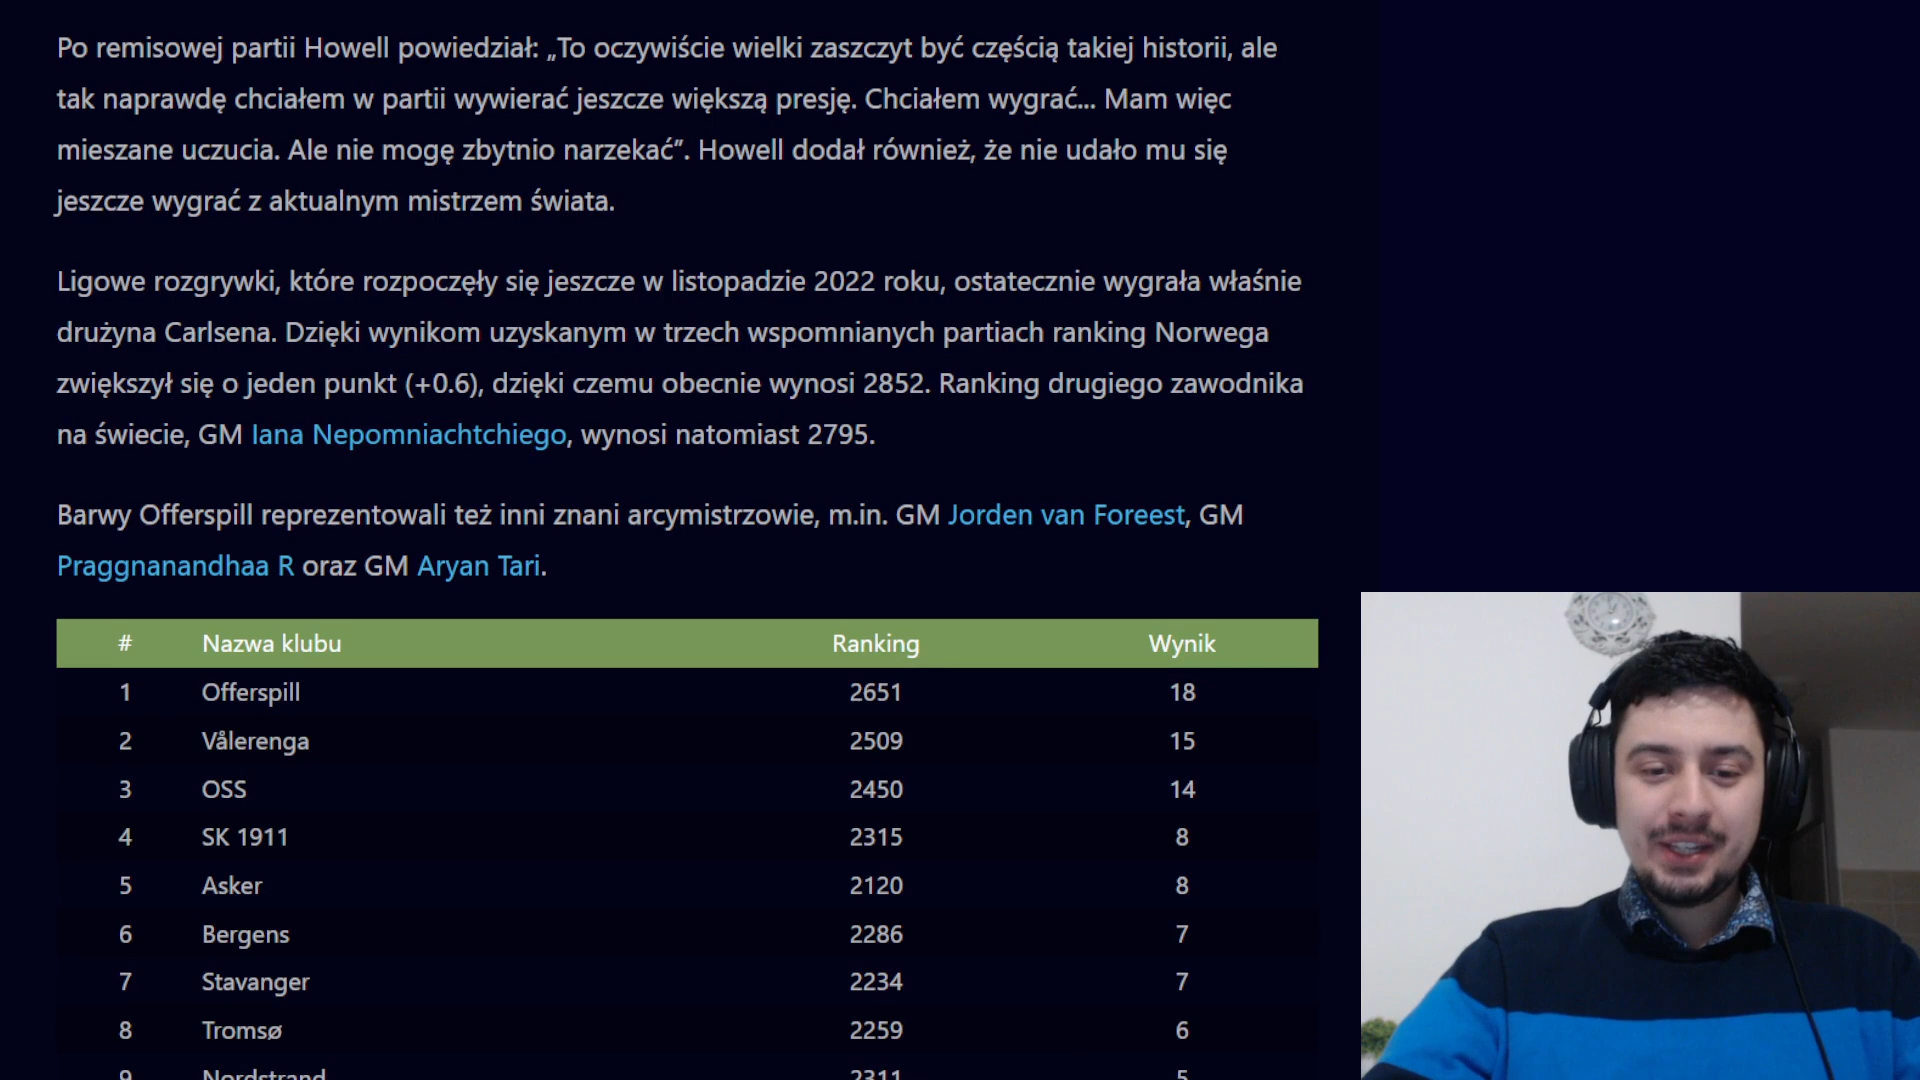 Po remisowej partii Howell powiedział: „To oczywiście wielki zaszczyt być częścią takiej historii, ale
tak naprawdę chciałem w partii wywierać jeszcze większą presję. Chciałem wygrać... Mam więc
mieszane uczucia. Ale nie mogę zbytnio narzekać”. Howell dodał również, że nie udało mu się
jeszcze wygrać z aktualnym mistrzem świata.
Ligowe rozgrywki, które rozpoczęły się jeszcze w listopadzie 2022 roku, ostatecznie wygrała właśnie
drużyna Carlsena. Dzięki wynikom uzyskanym w trzech wspomnianych partiach ranking Norwega
zwiększył się o jeden punkt (+0.6), dzięki czemu obecnie wynosi 2852. Ranking drugiego zawodnika
na świecie, GM Iana Nepomniachtchiego, wynosi natomiast 2795.
Barwy Offerspill reprezentowali też inni znani arcymistrzowie, m.in. GM Jorden van Foreest, GM
Praggnanandhaa R oraz GM Aryan Tari.
# Nazwa klubu Ranking Wynik
1 Offerspill 2651 18
2 Vålerenga 2509 15
3 OSS 2450 14
4 SK 1911 2315 8
5 Asker 2120 8
6 Bergens 2286 7
7 Stavanger 2234 7
8 Tromsø 2259 6
9 Nordstrand 2311 5